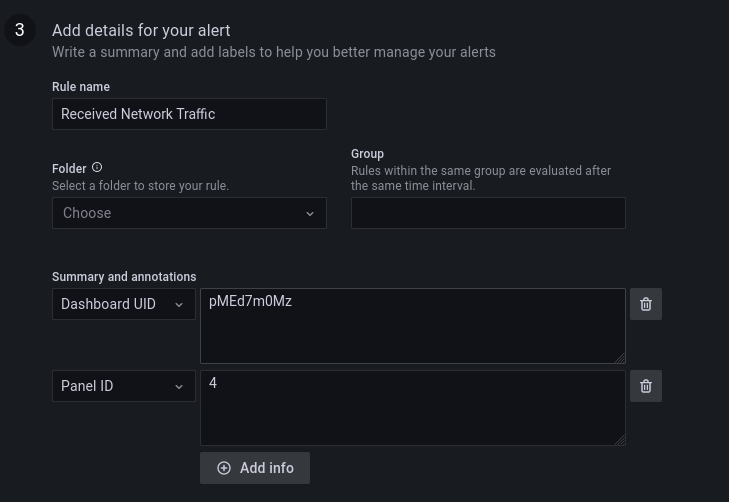 3
Add details for your alert
Write a summary and add labels to help you better manage your alerts
Rule name
Received Network Traffic
Folder
Select a folder to store your rule.
Choose
Group
Rules within the same group are evaluated after
the same time interval.
Summary and annotations
Dashboard UID
pMEd7m0Mz
Panel ID
4
Add info